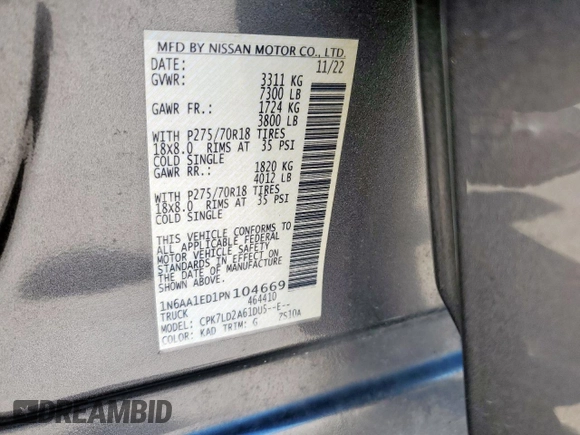 MFD BY NISSAN MOTOR CO., LTD.
DATE: 11/22
GVWR: 3311 KG
7300 LB
GAWR FR.: 1724 KG
3800 LB
WITH P275/70R18 TIRES
18x8.0 RIMS AT 35 PSI
COLD SINGLE
GAWR RR.: 1820 KG
4012 LB
WITH P275/70R18 TIRES
18x8.0 RIMS AT 35 PSI
COLD SINGLE
THIS VEHICLE CONFORMS TO
ALL APPLICABLE FEDERAL
MOTOR VEHICLE SAFETY
STANDARDS IN EFFECT ON
THE DATE OF MANUFACTURE
SHOWN ABOVE.
1N6AA1ED1PN104669
TRUCK 464410
MODEL: CPK7LD2A61DUS--E--
COLOR: KAD TRIM: G 7510A
DREAMBID